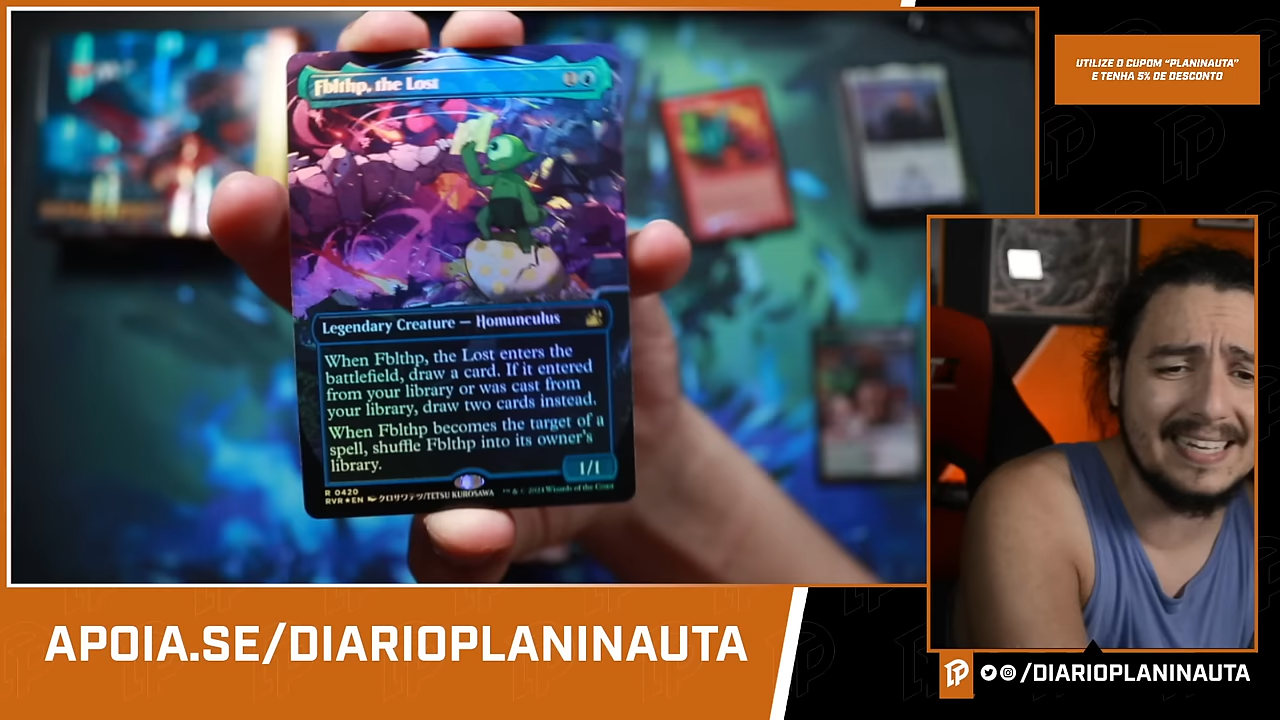 Fblthp, the Lost
Legendary Creature — Homunculus
When Fblthp, the Lost enters the
battlefield, draw a card. If it entered
from your library or was cast from
your library, draw two cards instead.
When Fblthp becomes the target of a
spell, shuffle Fblthp into its owner's
library.
1/1
R 0420
RVR★EN クロサワテツ/TETSU KUROSAWA ™ & © 2024 Wizards of the Coast
UTILIZE O CUPOM “PLANINAUTA”
E TENHA 5% DE DESCONTO
APOIA.SE/DIARIOPLANINAUTA
/DIARIOPLANINAUTA